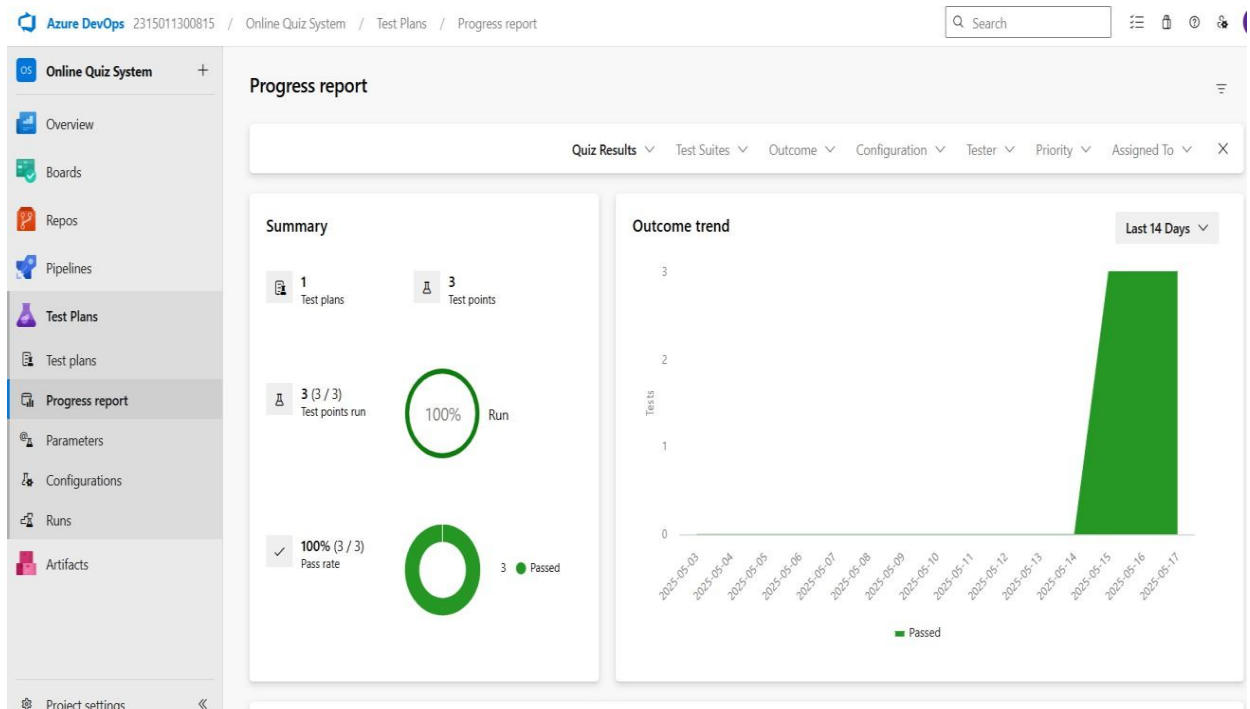 Azure DevOps 2315011300815 / Online Quiz System / Test Plans / Progress report
Search
OS Online Quiz System +
Overview
Boards
Repos
Pipelines
Test Plans
Test plans
Progress report
Parameters
Configurations
Runs
Artifacts
Project settings
Progress report
Quiz Results Test Suites Outcome Configuration Tester Priority Assigned To
Summary
1
Test plans
3
Test points
3 (3 / 3)
Test points run
100%
Run
100% (3 / 3)
Pass rate
3 Passed
Outcome trend
Last 14 Days
3
2
1
0
Tests
2025-05-03
2025-05-04
2025-05-05
2025-05-06
2025-05-07
2025-05-08
2025-05-09
2025-05-10
2025-05-11
2025-05-12
2025-05-13
2025-05-14
2025-05-15
2025-05-16
2025-05-17
Passed